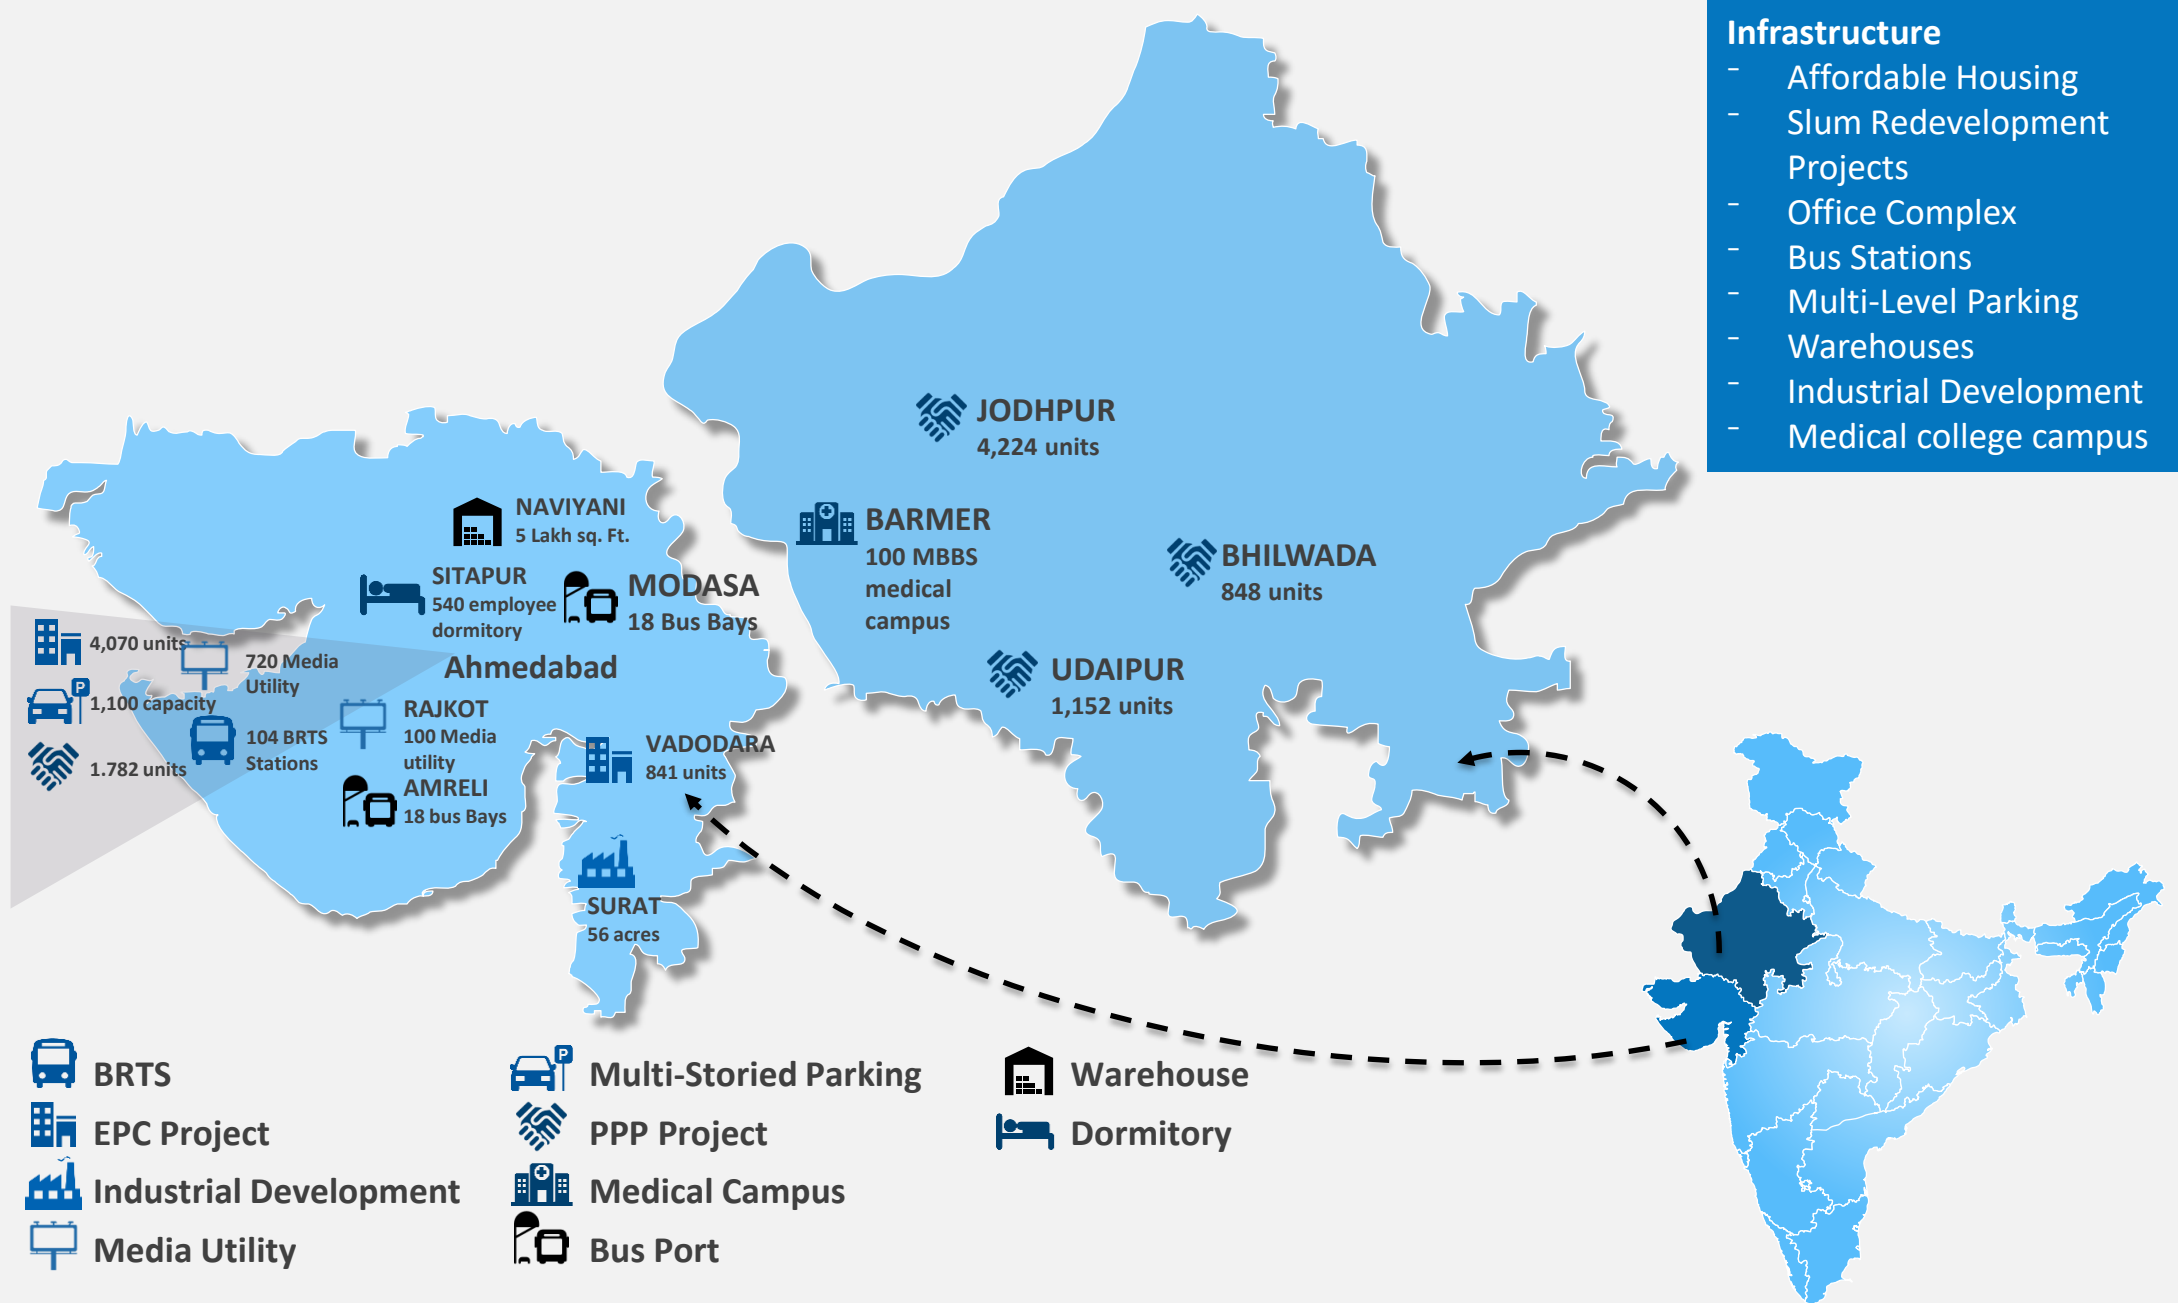 Infrastructure
- Affordable Housing
- Slum Redevelopment
Projects
- Office Complex
- Bus Stations
- Multi-Level Parking
- Warehouses
- Industrial Development
- Medical college campus
JODHPUR
4,224 units
BARMER
100 MBBS
medical
campus
BHILWADA
848 units
UDAIPUR
1,152 units
NAVIYANI
5 Lakh sq. Ft.
SITAPUR
540 employee
dormitory
MODASA
18 Bus Bays
Ahmedabad
4,070 units
720 Media
Utility
P
1,100 capacity
104 BRTS
Stations
1.782 units
RAJKOT
100 Media
utility
AMRELI
18 bus Bays
VADODARA
841 units
SURAT
56 acres
BRTS
EPC Project
Industrial Development
Media Utility
P
Multi-Storied Parking
PPP Project
Medical Campus
Bus Port
Warehouse
Dormitory